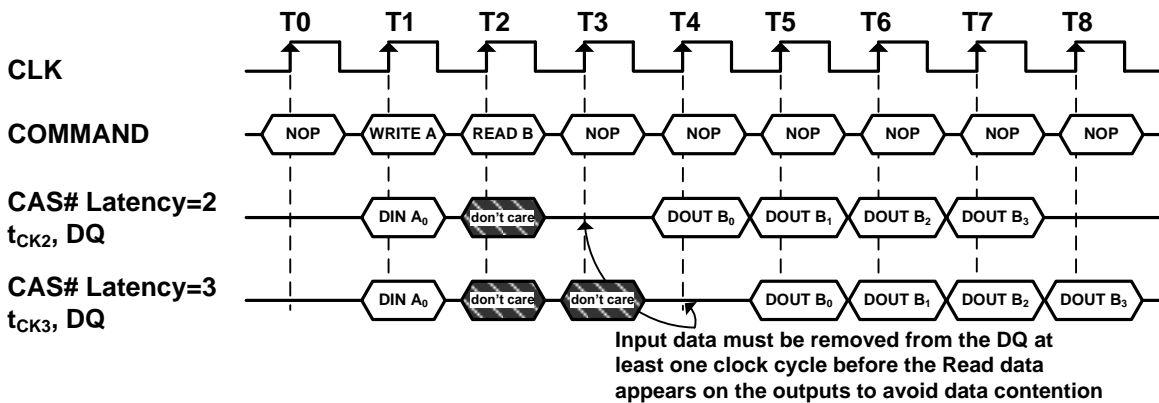 T0 T1 T2 T3 T4 T5 T6 T7 T8
CLK
COMMAND NOP WRITE A READ B NOP NOP NOP NOP NOP NOP
CAS# Latency=2
t_CK2, DQ DIN A₀ don't care DOUT B₀ DOUT B₁ DOUT B₂ DOUT B₃
CAS# Latency=3
t_CK3, DQ DIN A₀ don't care don't care DOUT B₀ DOUT B₁ DOUT B₂ DOUT B₃
Input data must be removed from the DQ at
least one clock cycle before the Read data
appears on the outputs to avoid data contention